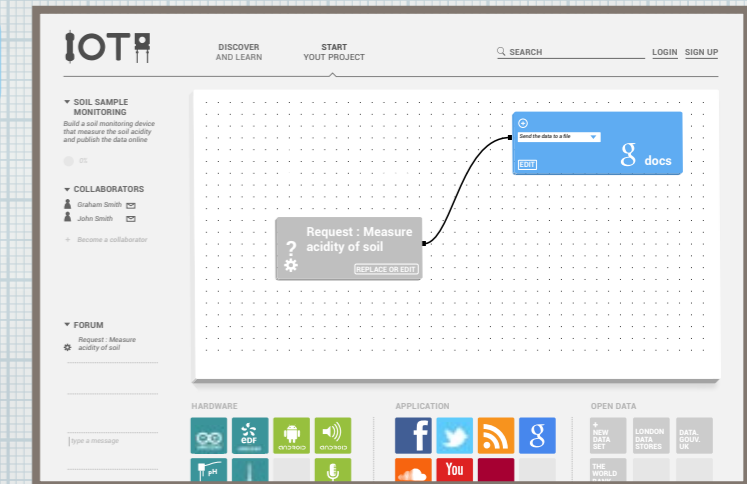 IOT
DISCOVER
AND LEARN
START
YOUT PROJECT
SEARCH
LOGIN SIGN UP
SOIL SAMPLE
MONITORING
Build a soil monitoring device
that measure the soil acidity
and publish the data online
COLLABORATORS
Graham Smith
John Smith
+ Become a collaborator
FORUM
Request : Measure
acidity of soil
type a message
Send the data to a file
EDIT
g docs
Request : Measure
? acidity of soil
REPLACE OR EDIT
HARDWARE
eDF
ANDROID
ANDROID
pH
APPLICATION
f
g
You
OPEN DATA
+
NEW
DATA
SET
LONDON
DATA
STORES
DATA.
GOUV.
UK
THE
WORLD